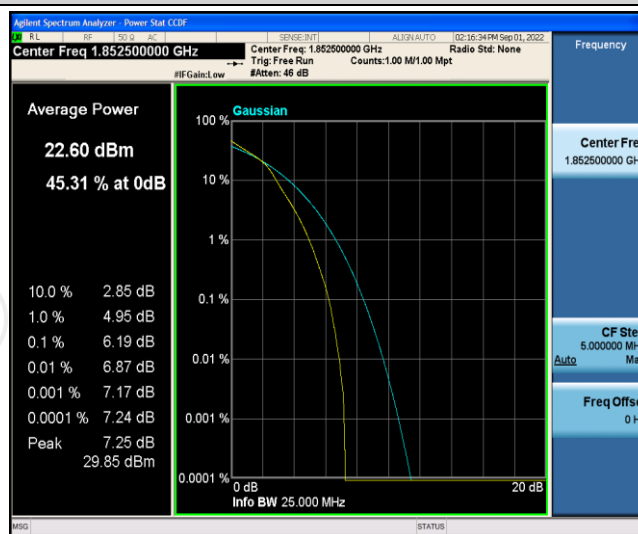 Agilent Spectrum Analyzer - Power Stat CCDF
RL RF 50 Ω AC SENSE:INT ALIGN AUTO 02:16:34 PM Sep 01, 2022
Center Freq 1.852500000 GHz
Center Freq: 1.852500000 GHz Radio Std: None
Trig: Free Run Counts:1.00 M/1.00 Mpt
#IFGain:Low #Atten: 46 dB
Frequency
Average Power
22.60 dBm
45.31 % at 0dB
10.0 % 2.85 dB
1.0 % 4.95 dB
0.1 % 6.19 dB
0.01 % 6.87 dB
0.001 % 7.17 dB
0.0001 % 7.24 dB
Peak 7.25 dB
29.85 dBm
Gaussian
100 %
10 %
1 %
0.1 %
0.01 %
0.001 %
0.0001 %
0 dB 20 dB
Info BW 25.000 MHz
Center Fre
1.852500000 GH
CF Ste
5.000000 MH
Auto Ma
Freq Offse
0 H
MSG STATUS